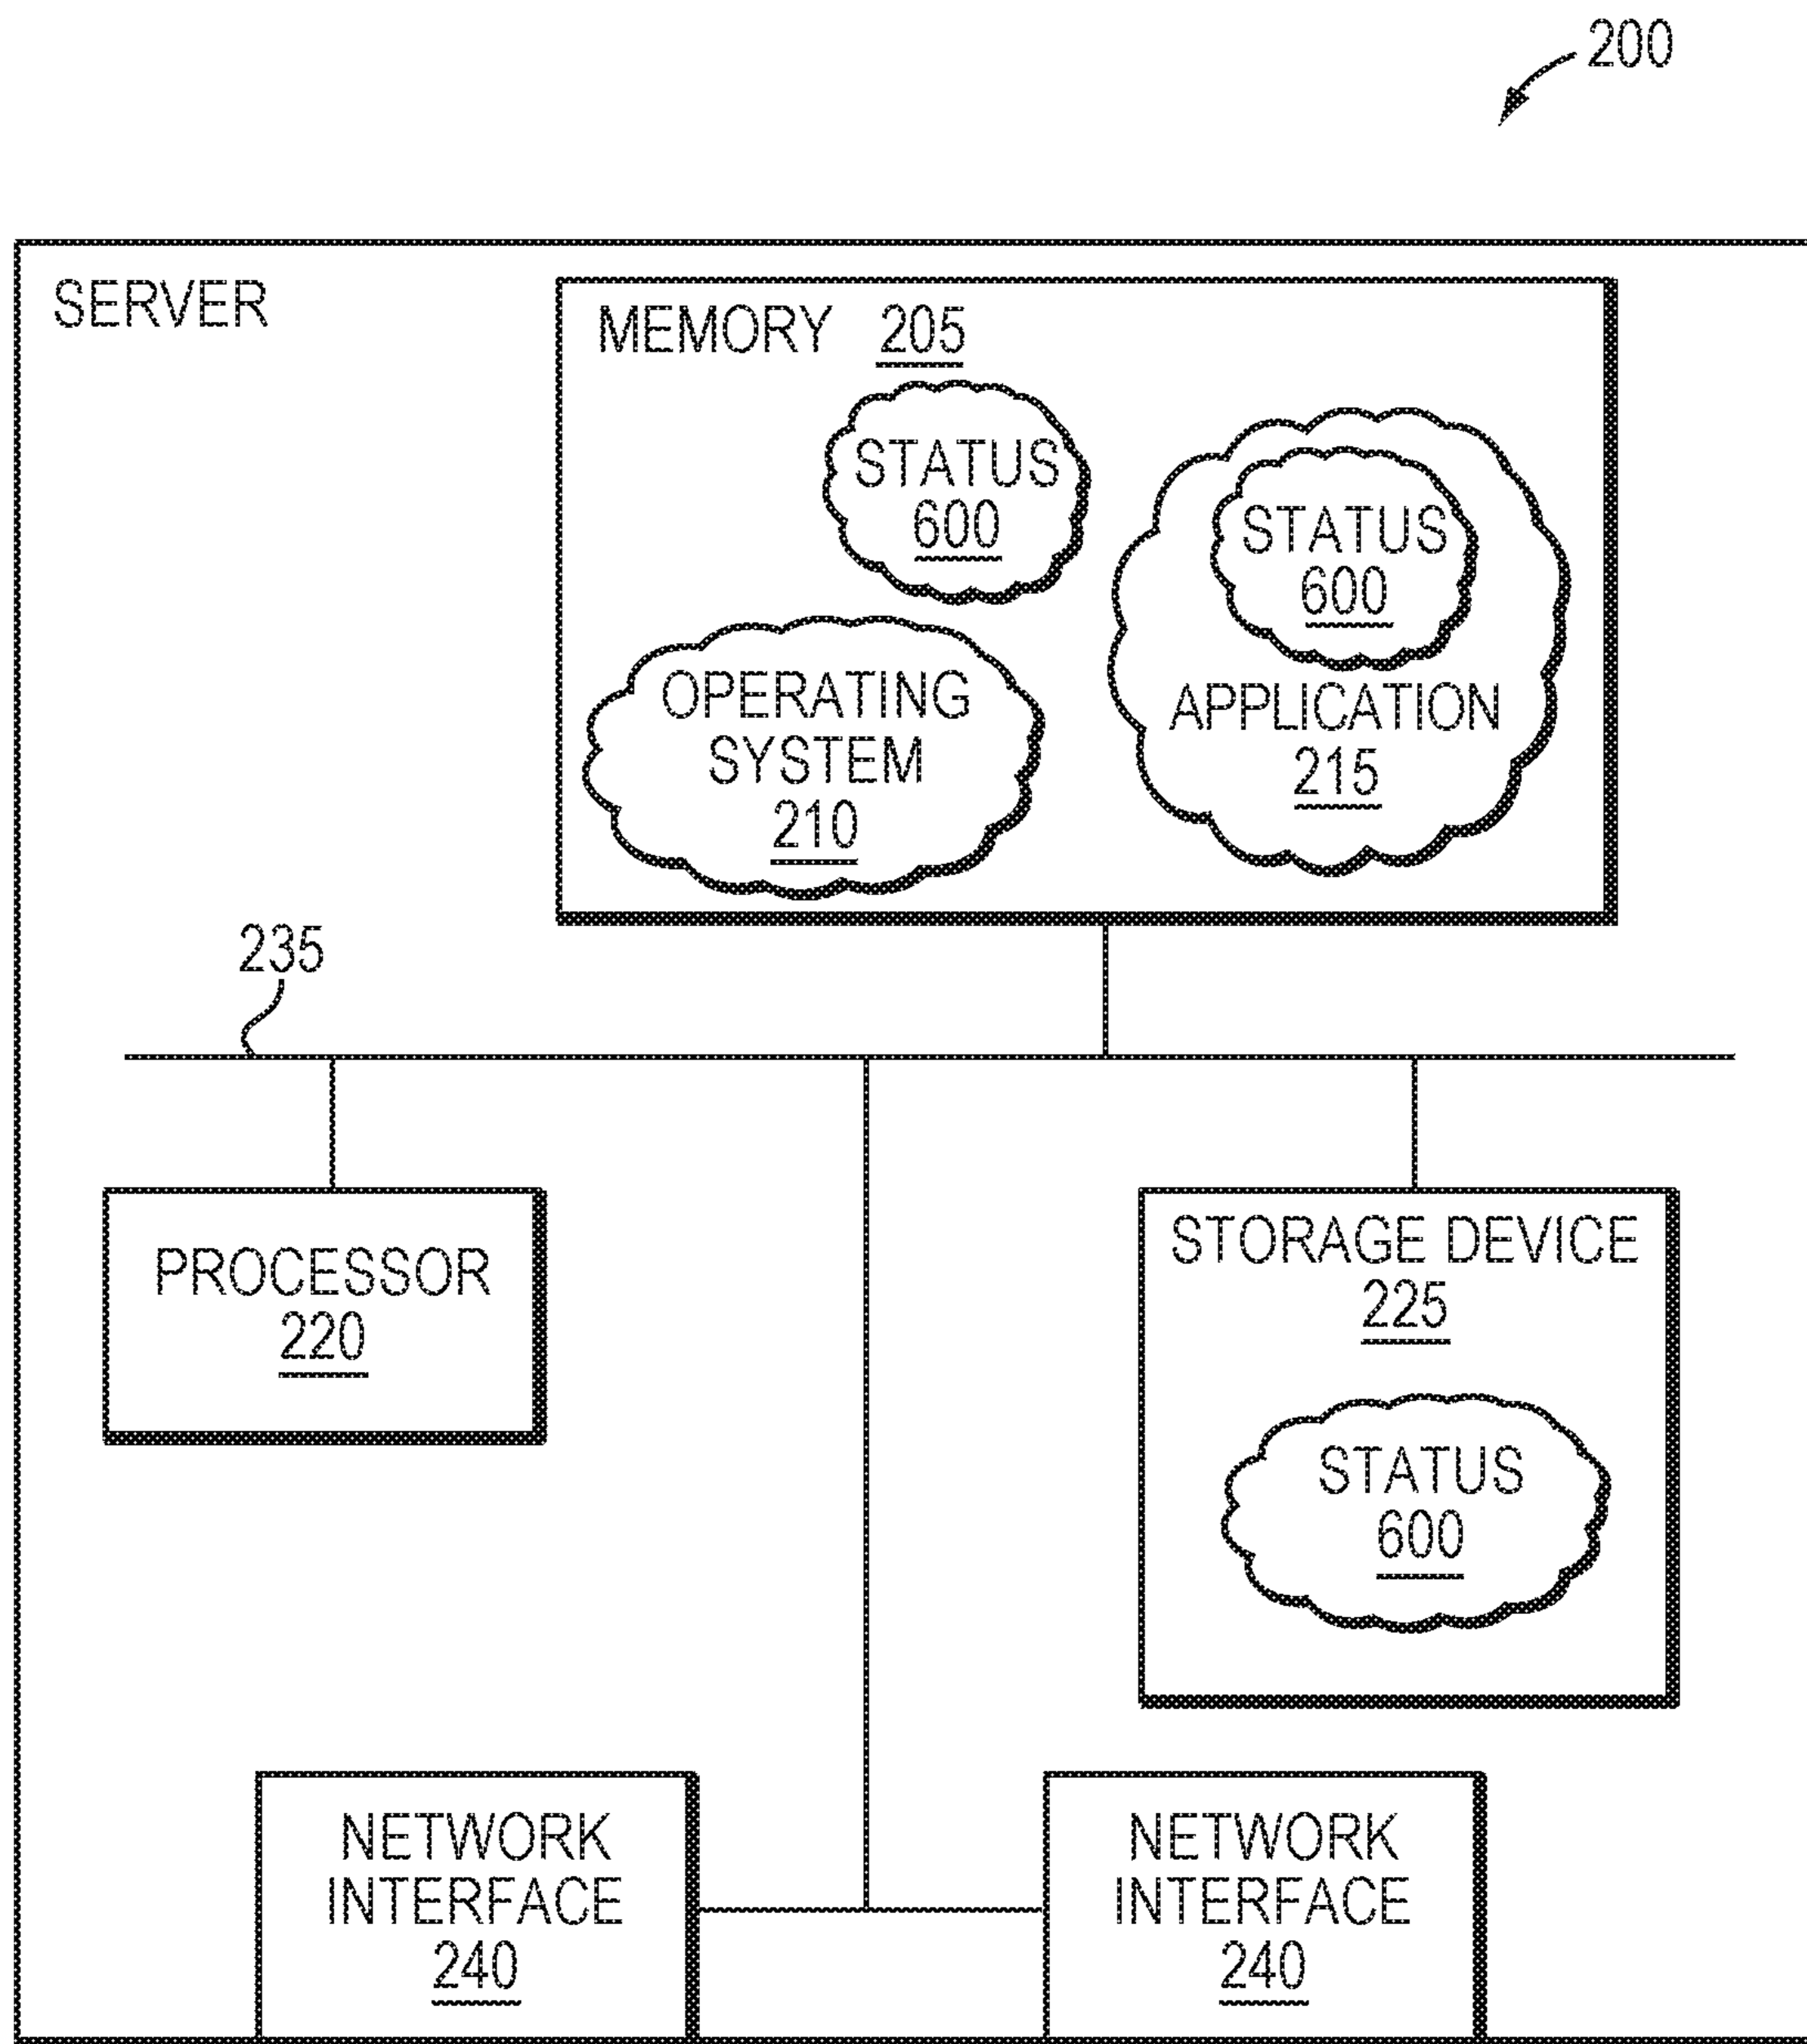 200
SERVER
MEMORY 205
STATUS
600
STATUS
600
OPERATING
SYSTEM
210
APPLICATION
215
235
PROCESSOR
220
STORAGE DEVICE
225
STATUS
600
NETWORK
INTERFACE
240
NETWORK
INTERFACE
240